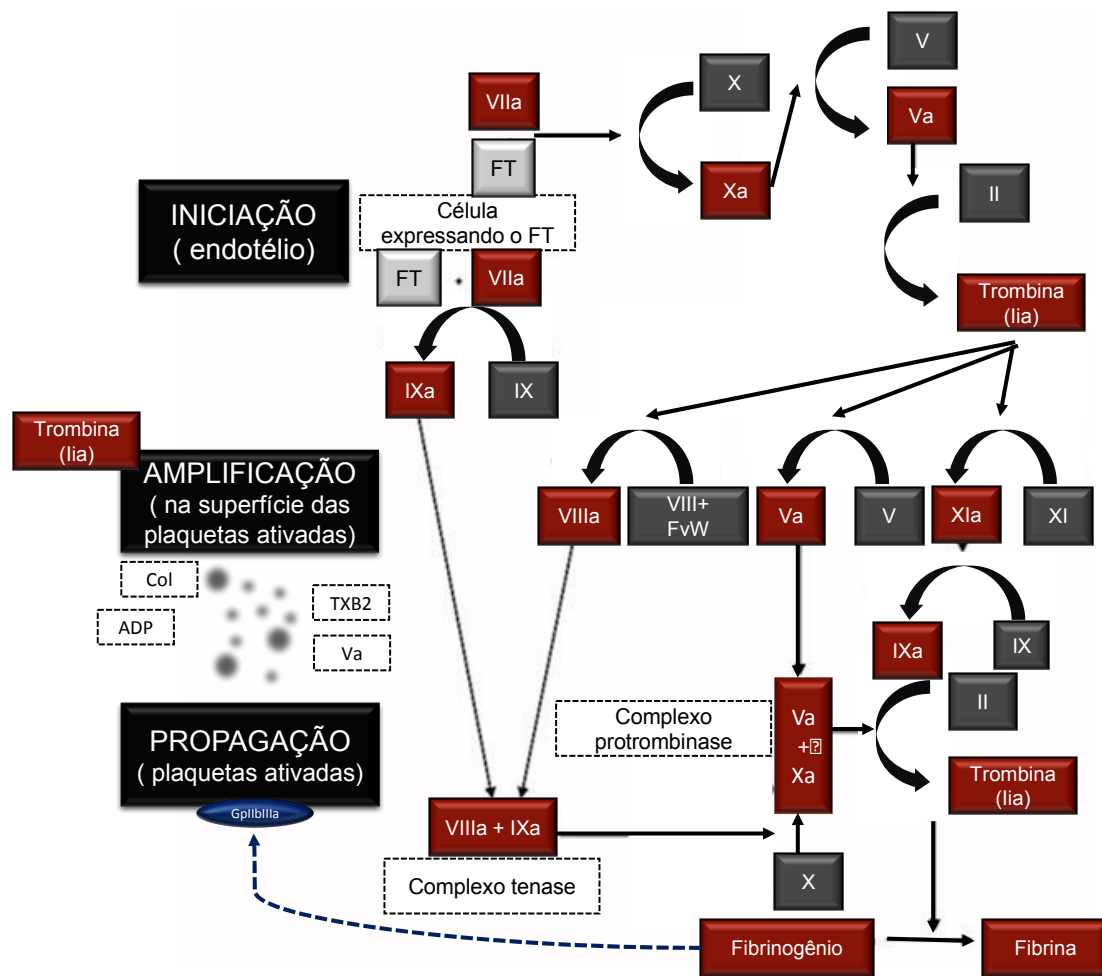 V
X
VIIa
Va
FT
Xa
II
INICIAÇÃO
( endotélio)
Célula
expressando o FT
FT
VIIa
Trombina
(Iia)
IXa
IX
Trombina
(Iia)
AMPLIFICAÇÃO
( na superfície das
plaquetas ativadas)
VIIIa
VIII+
FvW
Va
V
XIa
XI
Col
TXB2
ADP
Va
IXa
IX
II
PROPAGAÇÃO
( plaquetas ativadas)
GpIIbIIIa
Complexo
protrombinase
Va
+
Xa
Trombina
(Iia)
VIIIa + IXa
Complexo tenase
X
Fibrinogênio
Fibrina